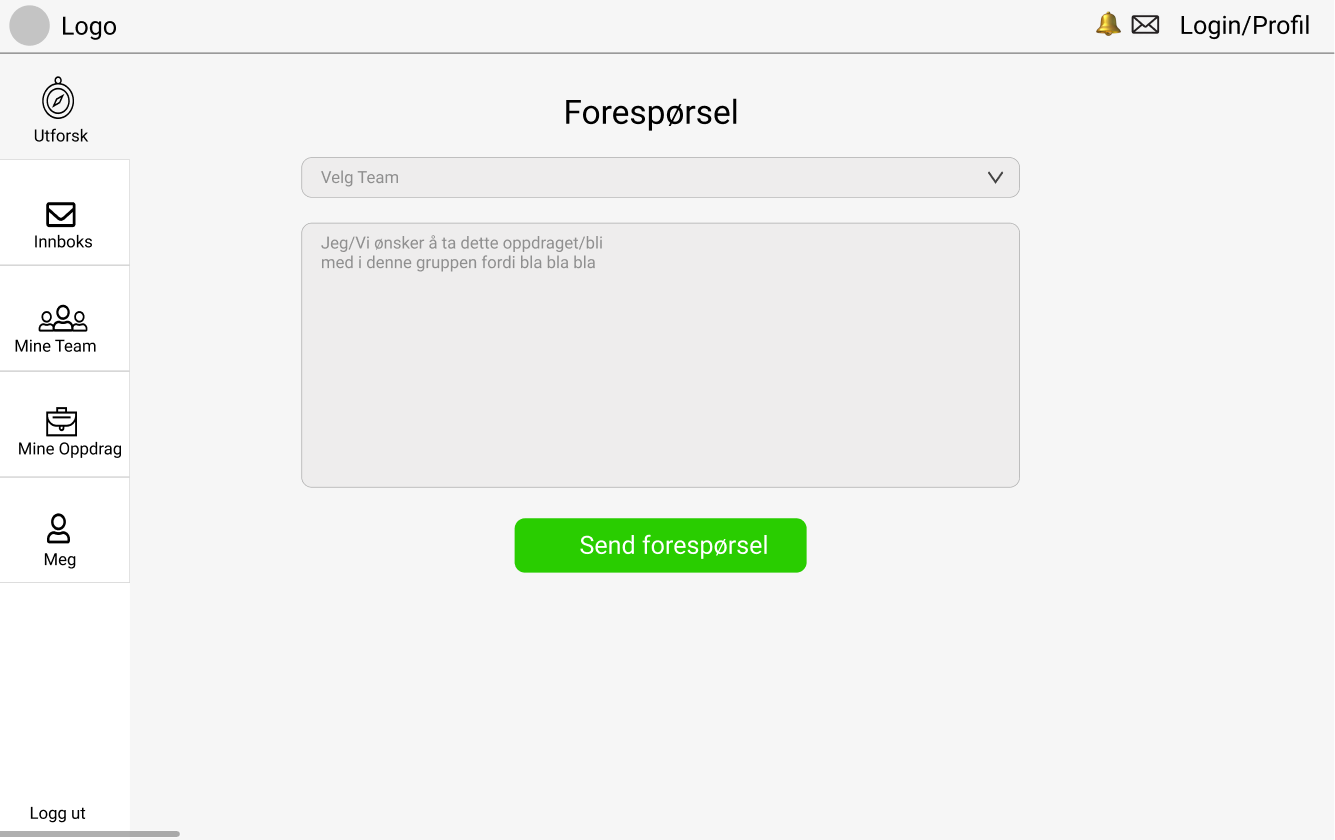 Logo
Login/Profil
Utforsk
Innboks
Mine Team
Mine Oppdrag
Meg
Logg ut
Forespørsel
Velg Team
Jeg/Vi ønsker å ta dette oppdraget/bli
med i denne gruppen fordi bla bla bla
Send forespørsel